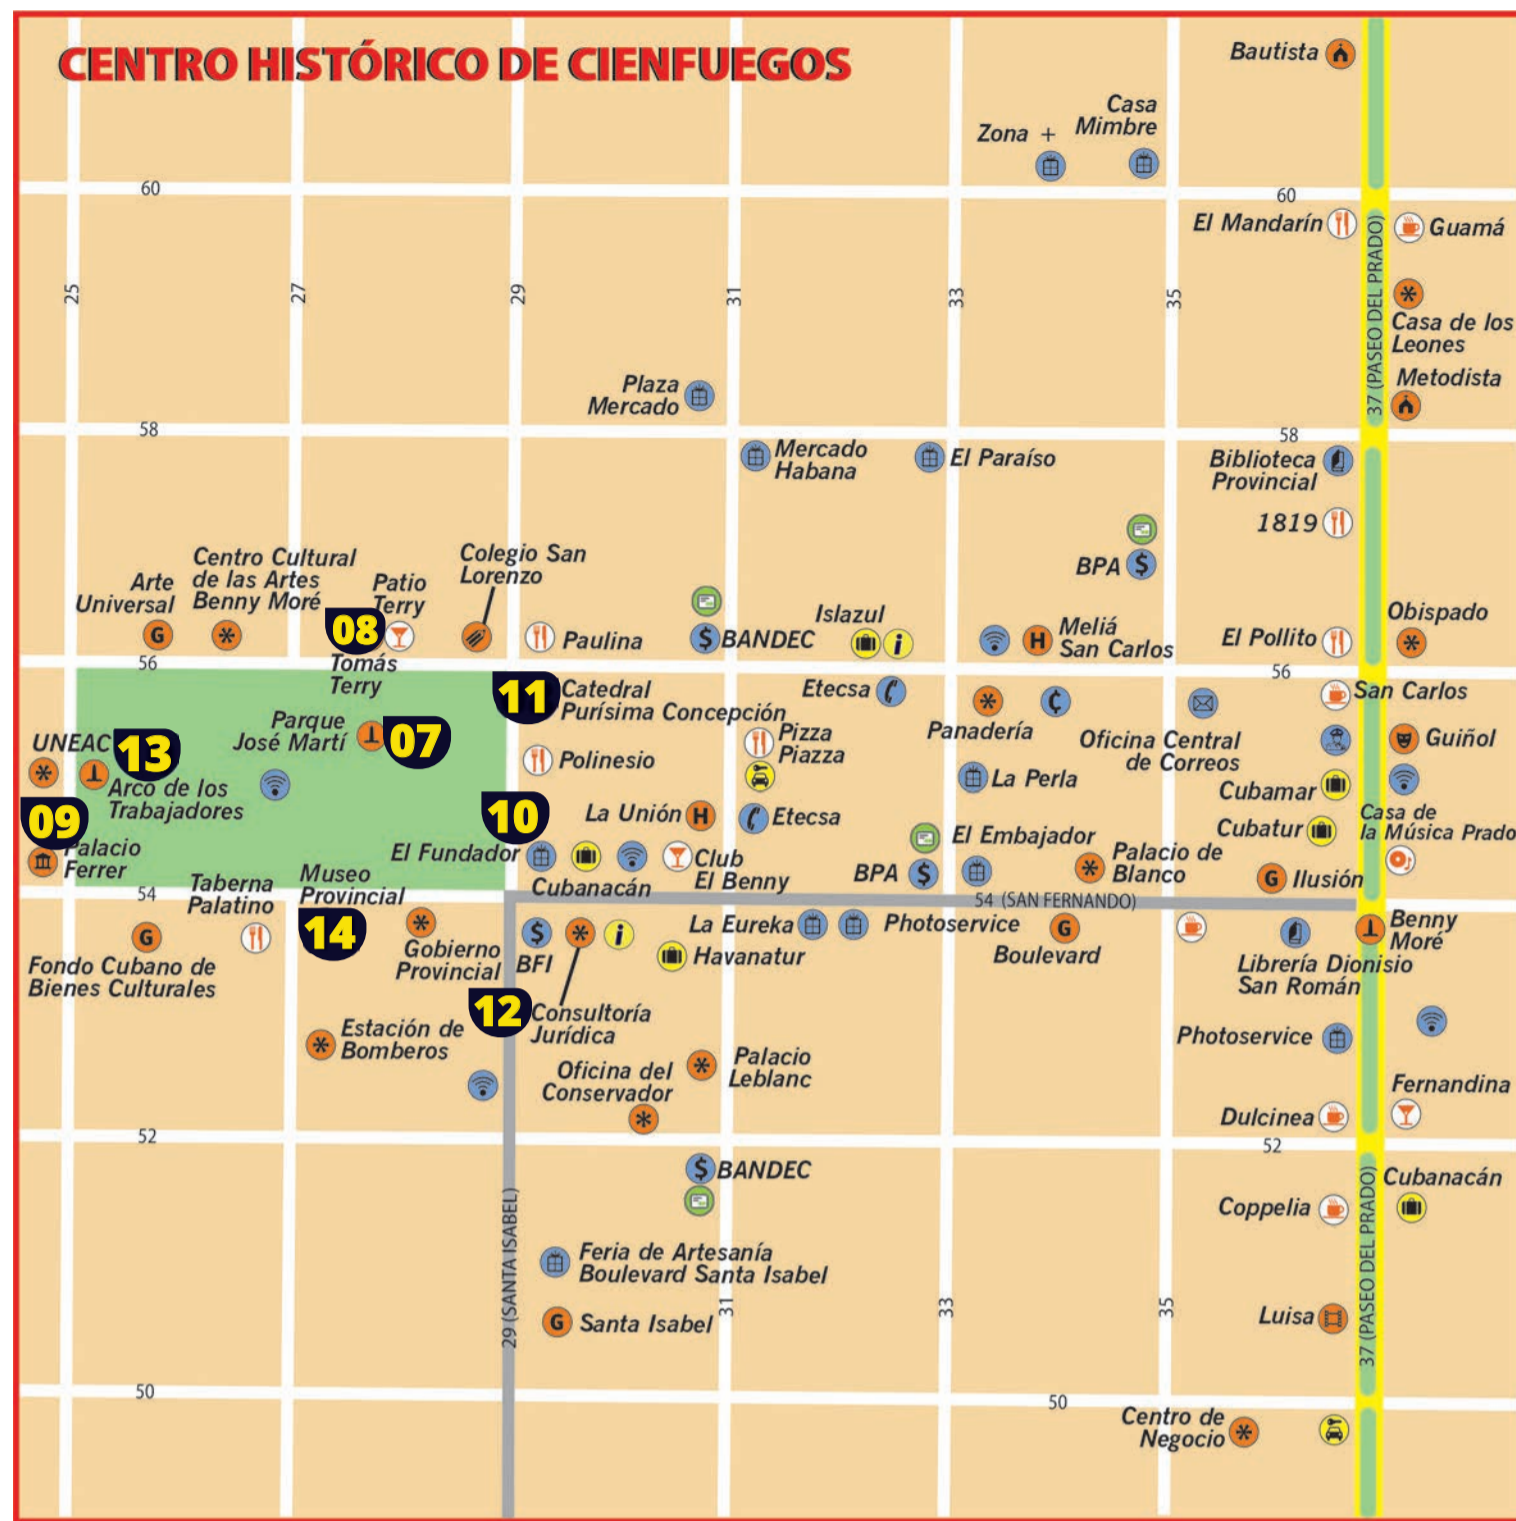 CENTRO HISTÓRICO DE CIENFUEGOS
Bautista
Casa
Mimbre
Zona +
60
60
El Mandarín
Guamá
25
27
29
31
33
35
37 (PASEO DEL PRADO)
Casa de los
Leones
Metodista
Plaza
Mercado
58
58
Mercado
Habana
El Paraíso
Biblioteca
Provincial
1819
BPA
$
Arte
Universal
G
Centro Cultural
de las Artes
Benny Moré
Patio
Terry
08
Tomás
Terry
Colegio San
Lorenzo
Paulina
$ BANDEC
Islazul
i
H
Meliá
San Carlos
El Pollito
Obispado
56
56
11
Catedral
Purísima Concepción
Etecsa
Panadería
¢
San Carlos
Parque
José Martí
07
UNEAC
13
Arco de los
Trabajadores
Polinesio
Pizza
Piazza
La Perla
Oficina Central
de Correos
Guiñol
Cubamar
09
Palacio
Ferrer
10
La Unión H
Etecsa
Cubatur
Casa de
la Música Prado
El Fundador
Cubanacán
Club
El Benny
El Embajador
BPA $
Palacio de
Blanco
G Ilusión
54
54 (SAN FERNANDO)
Taberna
Palatino
Museo
Provincial
14
G
Fondo Cubano de
Bienes Culturales
Gobierno
Provincial
$
BFI
i
La Eureka
Photoservice
Havanatur
G
Boulevard
Librería Dionisio
San Román
Benny
Moré
12
Consultoría
Jurídica
Estación de
Bomberos
Oficina del
Conservador
Palacio
Leblanc
Photoservice
Fernandina
Dulcinea
52
52
$ BANDEC
Coppelia
Cubanacán
29 (SANTA ISABEL)
Feria de Artesanía
Boulevard Santa Isabel
G Santa Isabel
31
33
35
37 (PASEO DEL PRADO)
Luisa
50
50
Centro de
Negocio